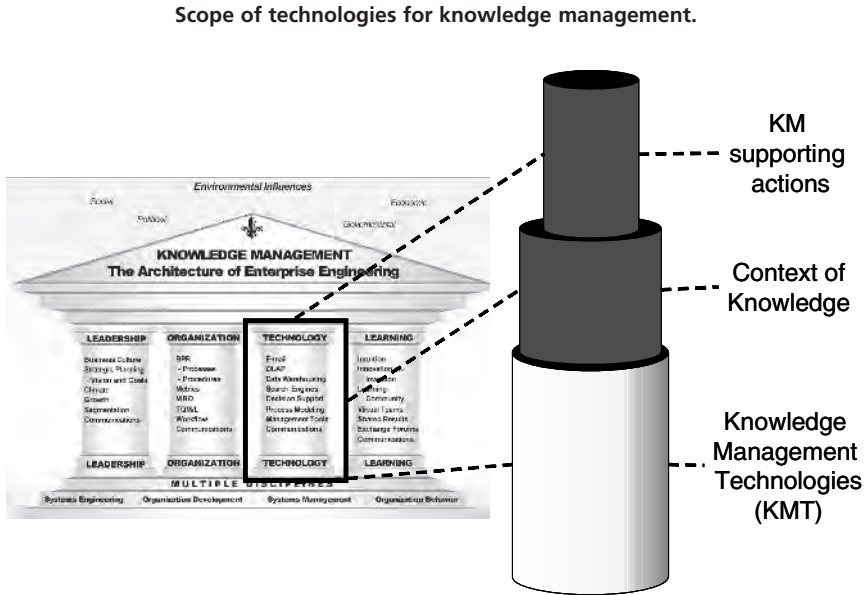 Scope of technologies for knowledge management.
Environmental Influences
Social
Economic
Political
Governmental
KNOWLEDGE MANAGEMENT
The Architecture of Enterprise Engineering
LEADERSHIP
Business Culture
Strategic Planning
- Vision and Goals
Climate
Growth
Segmentation
Communications
LEADERSHIP
ORGANIZATION
BPR
- Processes
- Procedures
Metrics
MBO
TQM/L
Workflow
Communications
ORGANIZATION
TECHNOLOGY
E-mail
OLAP
Data Warehousing
Search Engines
Decision Support
Process Modeling
Management Tools
Communications
TECHNOLOGY
LEARNING
Intuition
Innovation vs.
Invention
Learning
Community
Virtual Teams
Shared Results
Exchange Forums
Communications
LEARNING
MULTIPLE DISCIPLINES
Systems Engineering Organization Development Systems Management Organization Behavior
KM
supporting
actions
Context of
Knowledge
Knowledge
Management
Technologies
(KMT)